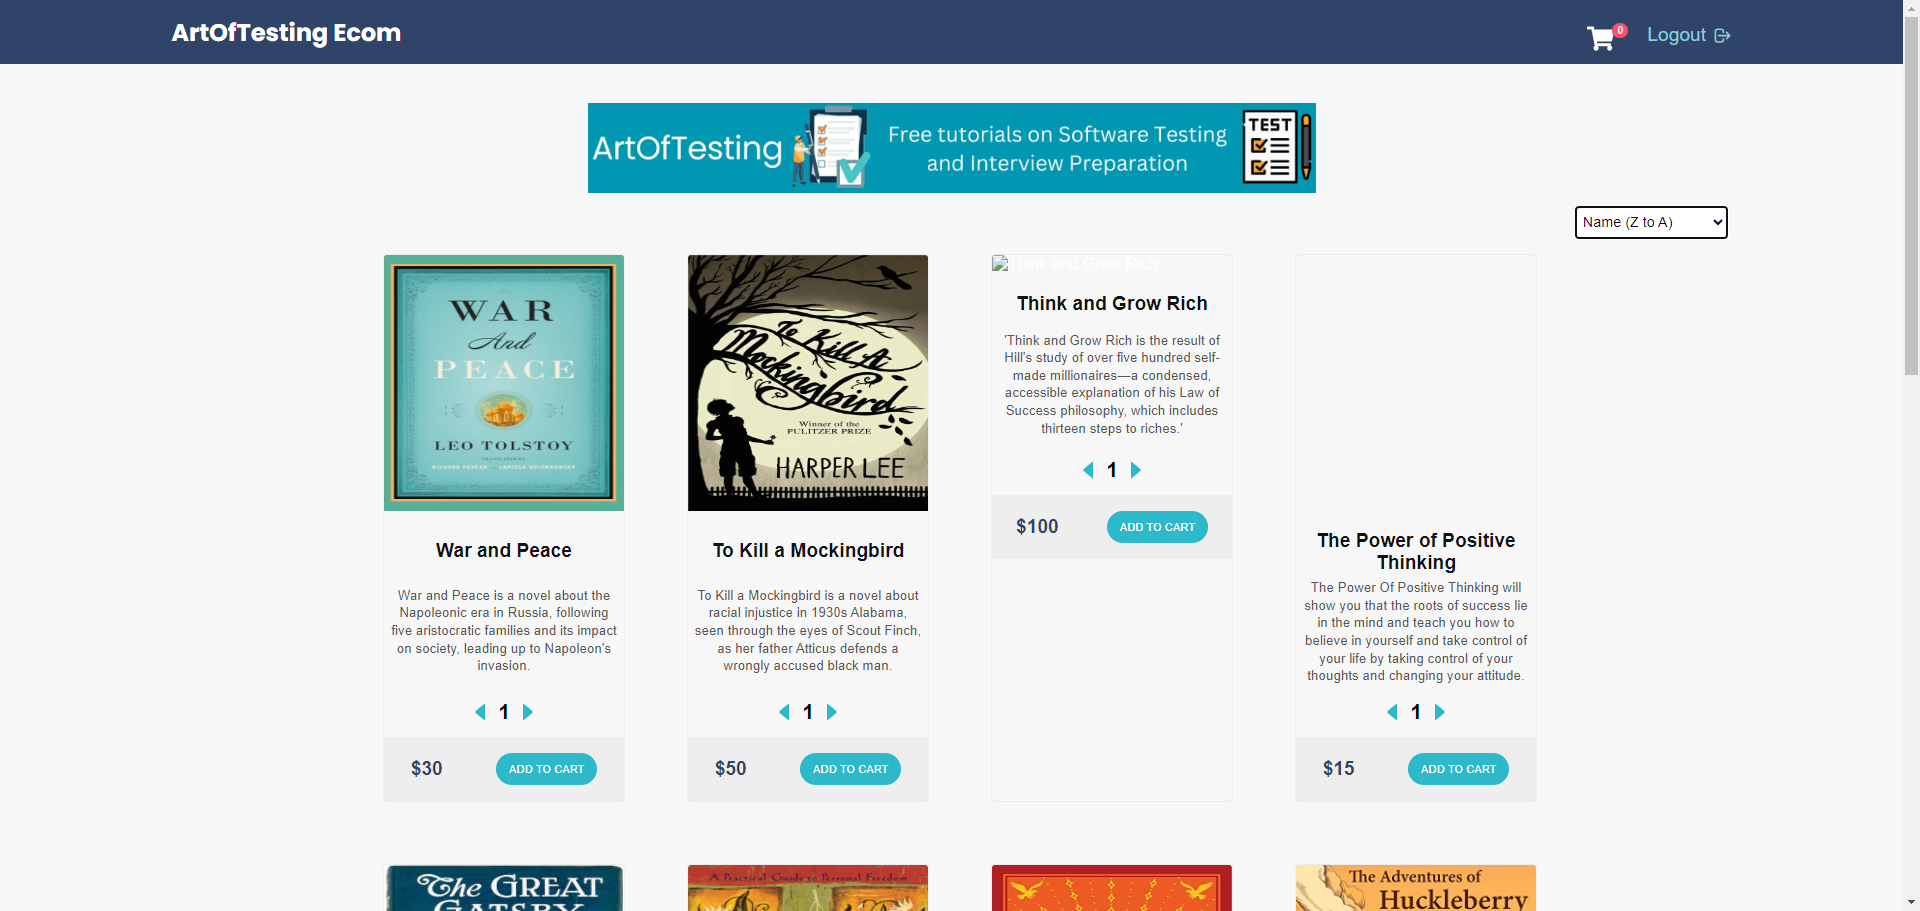 ArtOfTesting Ecom
0
Logout
ArtOfTesting
Free tutorials on Software Testing
and Interview Preparation
TEST
Name (Z to A)
WAR
And
PEACE
LEO TOLSTOY
TRANSLATED BY
RICHARD PEVEAR AND LARISSA VOLOKHONSKY
War and Peace
War and Peace is a novel about the
Napoleonic era in Russia, following
five aristocratic families and its impact
on society, leading up to Napoleon's
invasion.
1
$30
ADD TO CART
To Kill A
Mockingbird
Winner of the
PULITZER PRIZE
HARPER LEE
To Kill a Mockingbird
To Kill a Mockingbird is a novel about
racial injustice in 1930s Alabama,
seen through the eyes of Scout Finch,
as her father Atticus defends a
wrongly accused black man.
1
$50
ADD TO CART
Think and Grow Rich
Think and Grow Rich
'Think and Grow Rich is the result of
Hill's study of over five hundred self-
made millionaires—a condensed,
accessible explanation of his Law of
Success philosophy, which includes
thirteen steps to riches.'
1
$100
ADD TO CART
The Power of Positive
Thinking
The Power Of Positive Thinking will
show you that the roots of success lie
in the mind and teach you how to
believe in yourself and take control of
your life by taking control of your
thoughts and changing your attitude.
1
$15
ADD TO CART
The GREAT
GATSBY
A Practical Guide to Personal Freedom
The Adventures of
Huckleberry